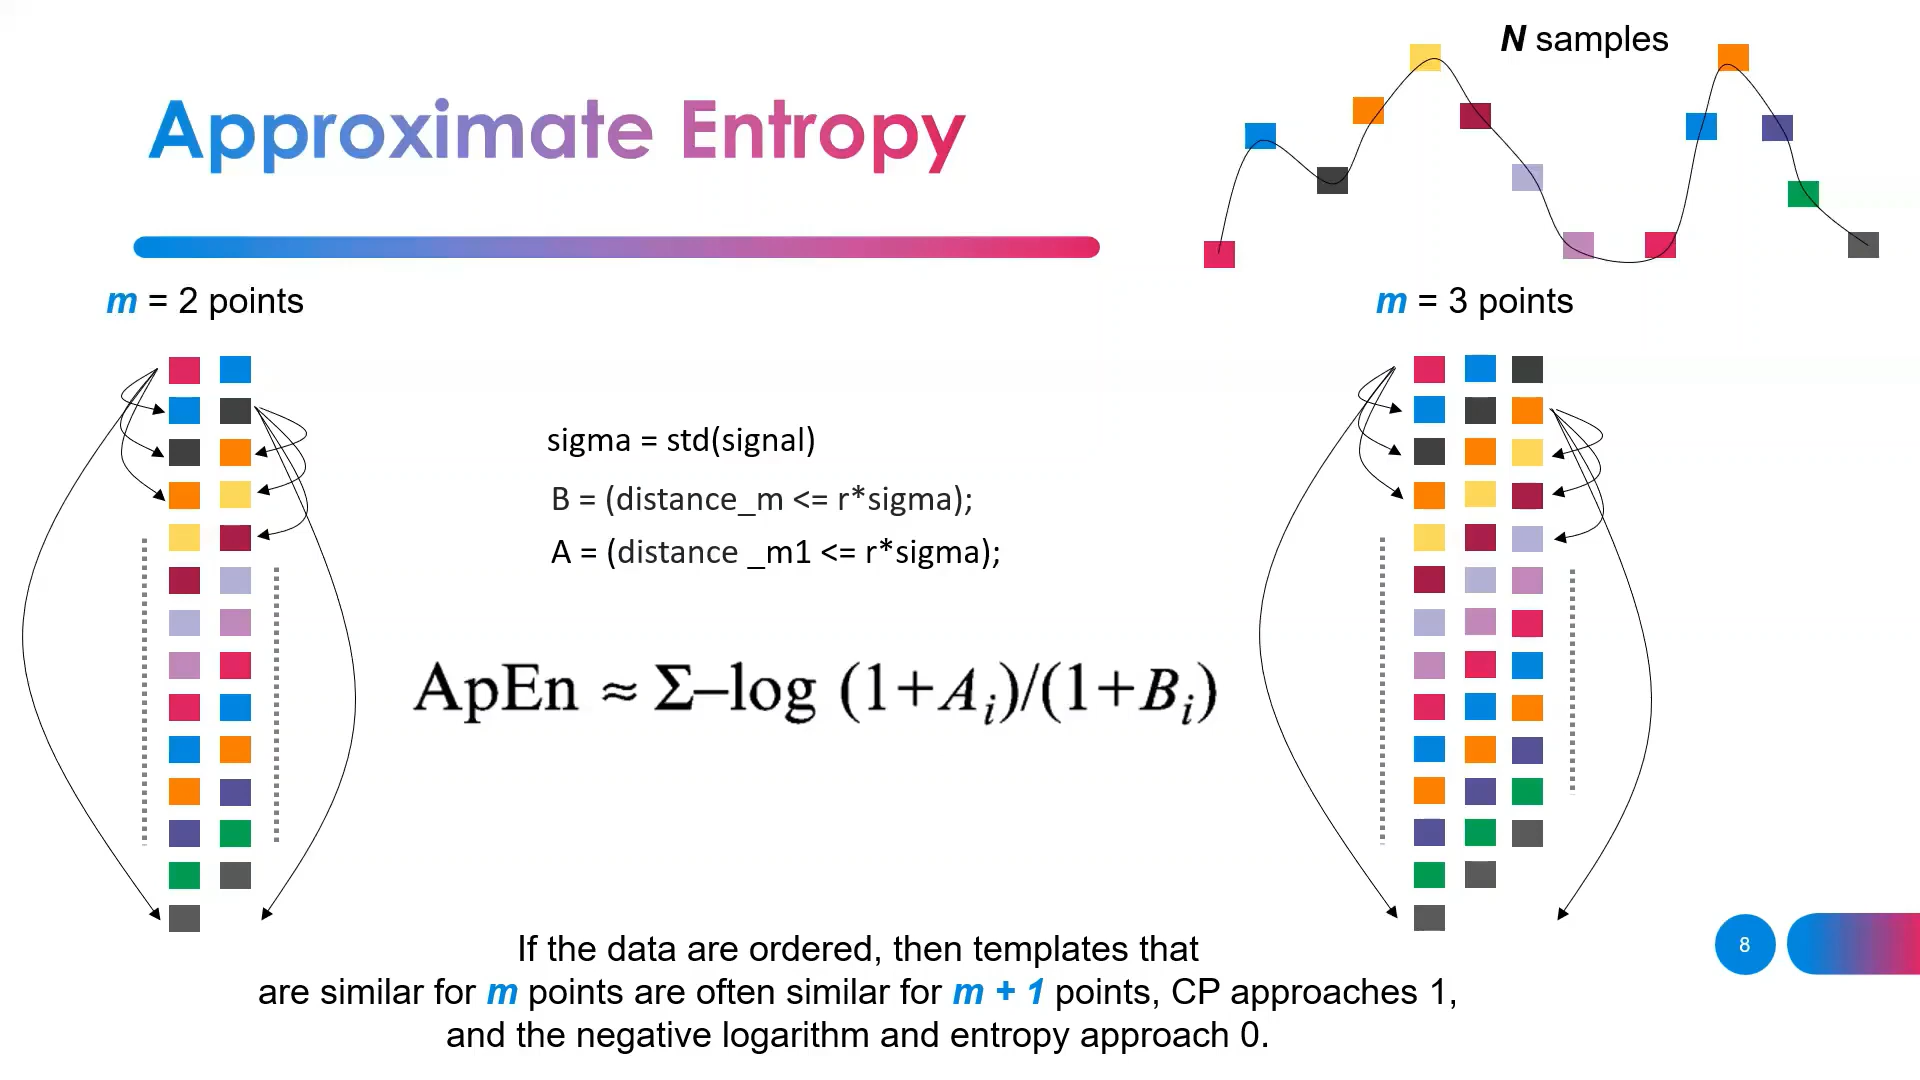 N samples
Approximate Entropy
m = 2 points
m = 3 points
sigma = std(signal)
B = (distance_m <= r*sigma);
A = (distance _m1 <= r*sigma);
ApEn ≈ Σ–log (1+Aᵢ)/(1+Bᵢ)
8
If the data are ordered, then templates that
are similar for m points are often similar for m + 1 points, CP approaches 1,
and the negative logarithm and entropy approach 0.